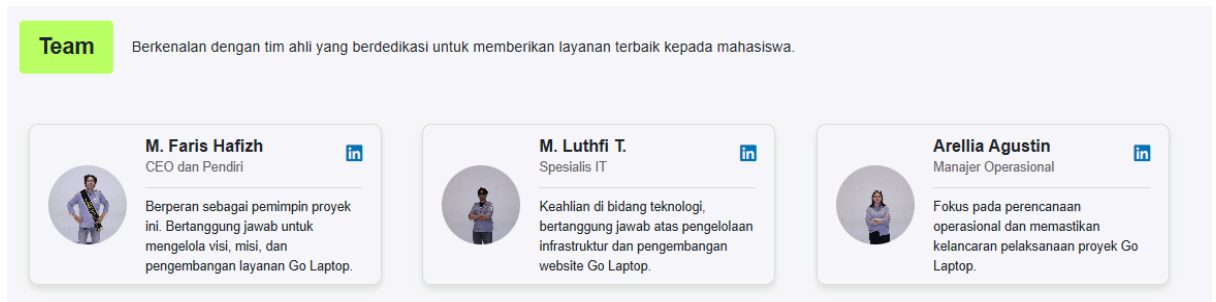 Team
Berkenalan dengan tim ahli yang berdedikasi untuk memberikan layanan terbaik kepada mahasiswa.
M. Faris Hafizh
CEO dan Pendiri
in
Berperan sebagai pemimpin proyek
ini. Bertanggung jawab untuk
mengelola visi, misi, dan
pengembangan layanan Go Laptop.
M. Luthfi T.
Spesialis IT
in
Keahlian di bidang teknologi,
bertanggung jawab atas pengelolaan
infrastruktur dan pengembangan
website Go Laptop.
Arellia Agustin
Manajer Operasional
in
Fokus pada perencanaan
operasional dan memastikan
kelancaran pelaksanaan proyek Go
Laptop.